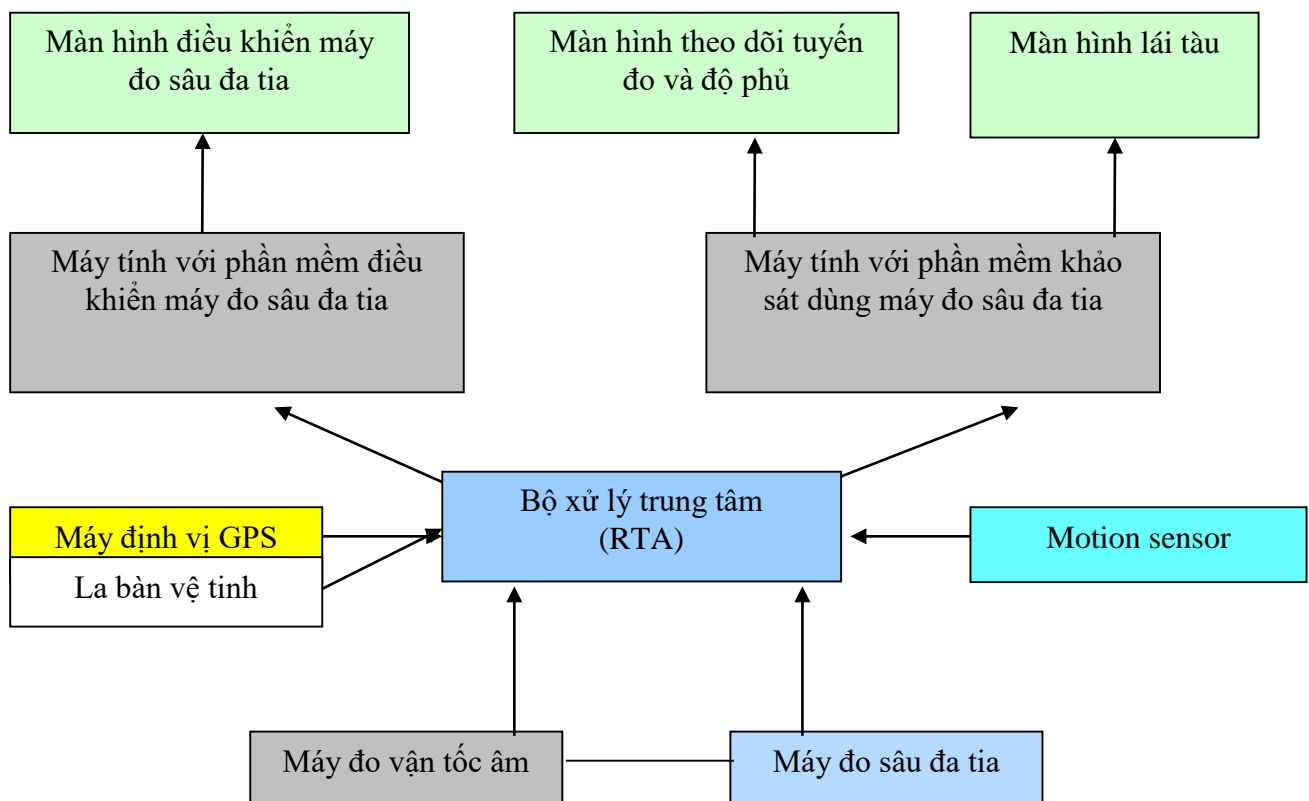 Màn hình điều khiển máy
đo sâu đa tia
Màn hình theo dõi tuyến
đo và độ phủ
Màn hình lái tàu
Máy tính với phần mềm điều
khiển máy đo sâu đa tia
Máy tính với phần mềm khảo
sát dùng máy đo sâu đa tia
Bộ xử lý trung tâm
(RTA)
Máy định vị GPS
La bàn vệ tinh
Motion sensor
Máy đo vận tốc âm
Máy đo sâu đa tia